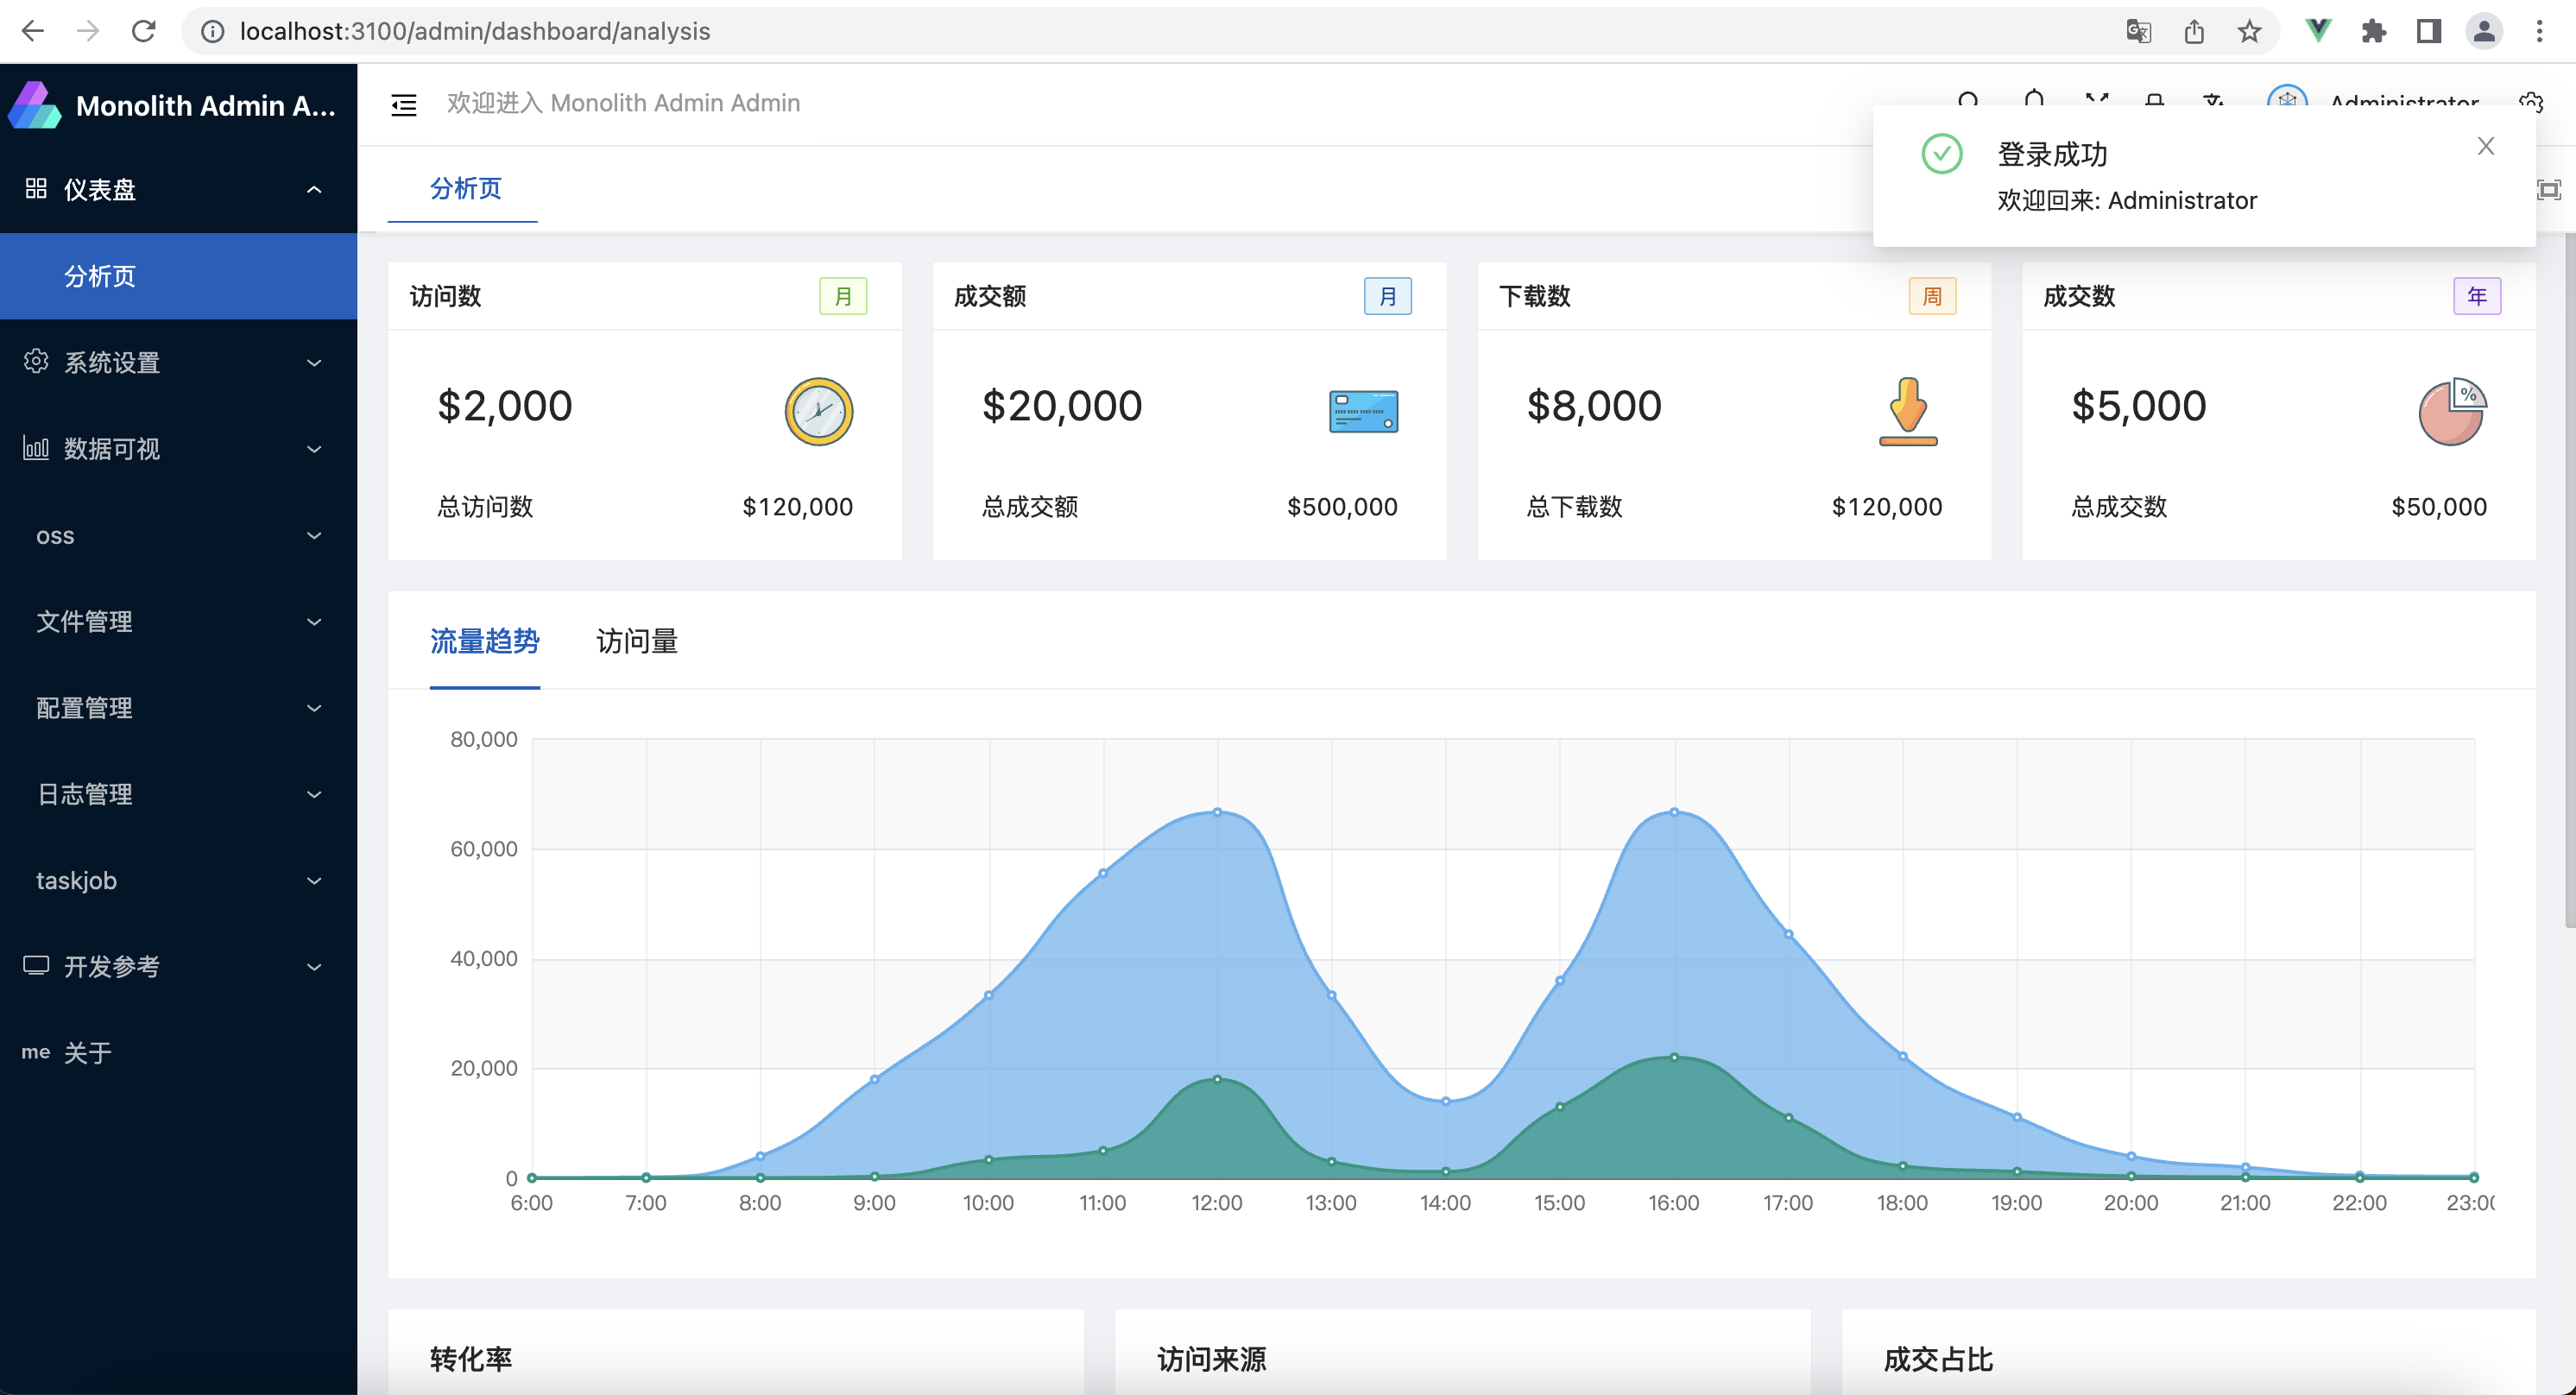 localhost:3100/admin/dashboard/analysis
Monolith Admin A...
仪表盘
分析页
系统设置
数据可视
oss
文件管理
配置管理
日志管理
taskjob
开发参考
me 关于
欢迎进入 Monolith Admin Admin
Administrator
登录成功
欢迎回来: Administrator
分析页
访问数 月
$2,000
总访问数 $120,000
成交额 月
$20,000
总成交额 $500,000
下载数 周
$8,000
总下载数 $120,000
成交数 年
$5,000
%
总成交数 $50,000
流量趋势 访问量
80,000
60,000
40,000
20,000
0
6:00 7:00 8:00 9:00 10:00 11:00 12:00 13:00 14:00 15:00 16:00 17:00 18:00 19:00 20:00 21:00 22:00 23:0
转化率 访问来源 成交占比